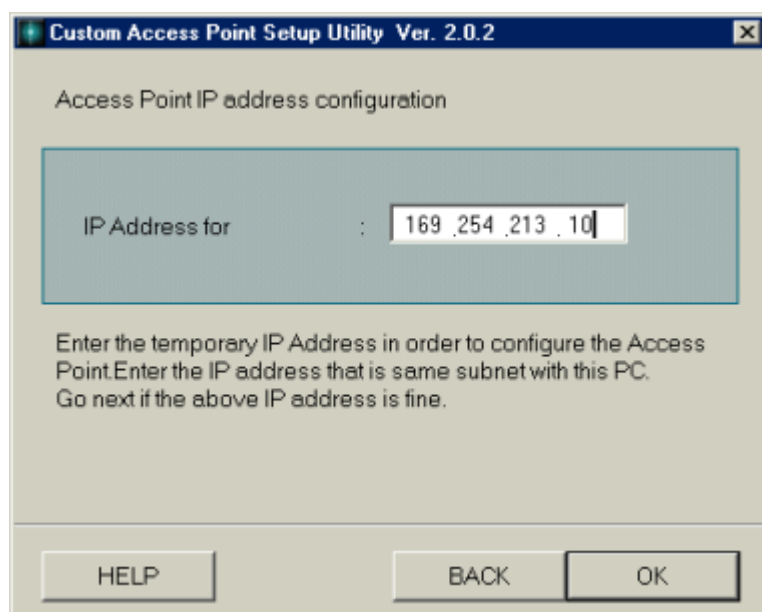 Custom Access Point Setup Utility Ver. 2.0.2
Access Point IP address configuration
IP Address for : 169 .254 .213 . 10
Enter the temporary IP Address in order to configure the Access
Point.Enter the IP address that is same subnet with this PC.
Go next if the above IP address is fine.
HELP BACK OK